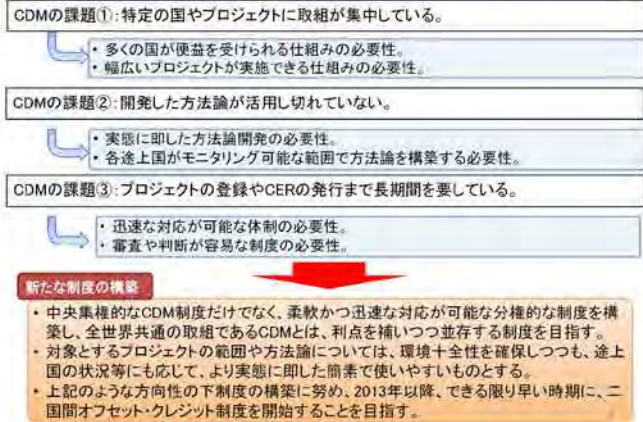 CDMの課題①:特定の国やプロジェクトに取組が集中している。
・多くの国が便益を受けられる仕組みの必要性。
・幅広いプロジェクトが実施できる仕組みの必要性。
CDMの課題②:開発した方法論が活用し切れていない。
・実態に即した方法論開発の必要性。
・各途上国がモニタリング可能な範囲で方法論を構築する必要性。
CDMの課題③:プロジェクトの登録やCERの発行まで長期間を要している。
・迅速な対応が可能な体制の必要性。
・審査や判断が容易な制度の必要性。
新たな制度の構築
・中央集権的なCDM制度だけでなく、柔軟かつ迅速な対応が可能な分権的な制度を構
築し、全世界共通の取組であるCDMとは、利点を補いつつ並存する制度を目指す。
・対象とするプロジェクトの範囲や方法論については、環境十全性を確保しつつも、途上
国の状況等にも応じて、より実態に即した簡素で使いやすいものとする。
・上記のような方向性の下制度の構築に努め、2013年以降、できる限り早い時期に、二
国間オフセット・クレジット制度を開始することを目指す。